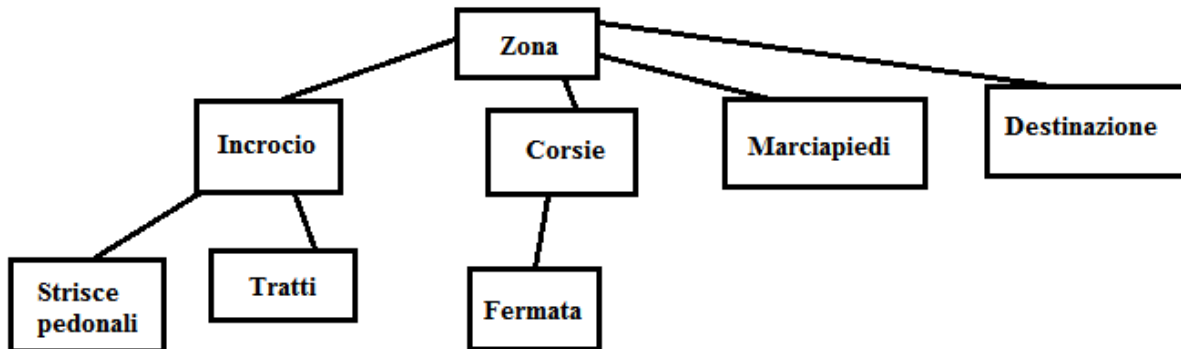 Zona
Incrocio
Corsie
Marciapiedi
Destinazione
Strisce
pedonali
Tratti
Fermata